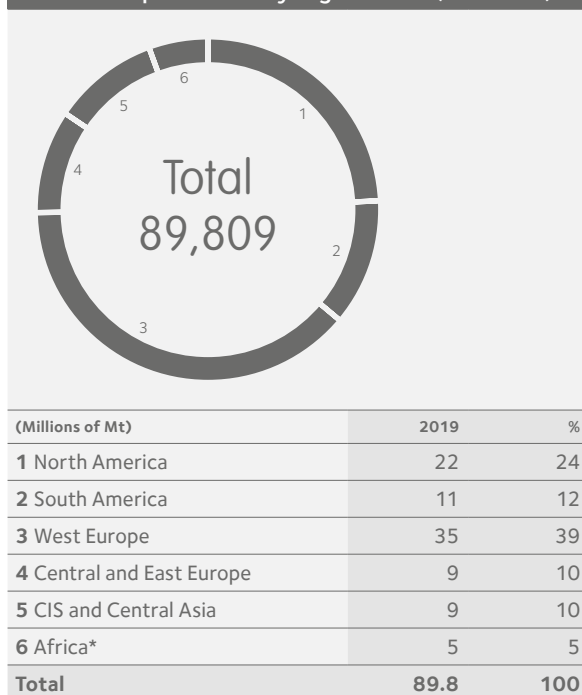 1
2
3
4
5
6
Total
89,809
(Millions of Mt) 2019 %
1 North America 22 24
2 South America 11 12
3 West Europe 35 39
4 Central and East Europe 9 10
5 CIS and Central Asia 9 10
6 Africa* 5 5
Total 89.8 100